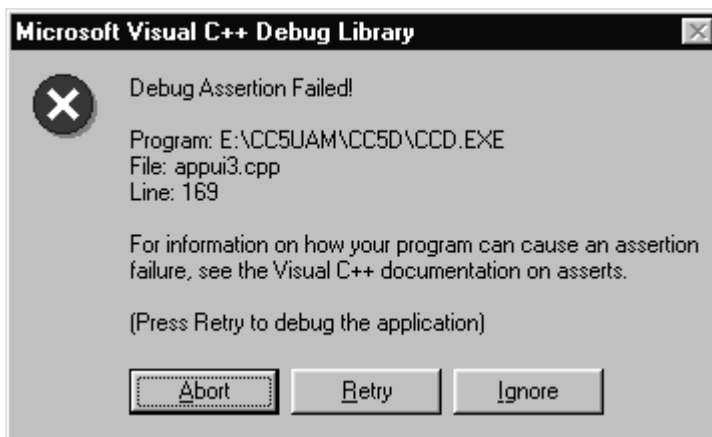 Microsoft Visual C++ Debug Library
Debug Assertion Failed!
Program: E:\CC5UAM\CC5D\CCD.EXE
File: appui3.cpp
Line: 169
For information on how your program can cause an assertion
failure, see the Visual C++ documentation on asserts.
(Press Retry to debug the application)
Abort Retry Ignore